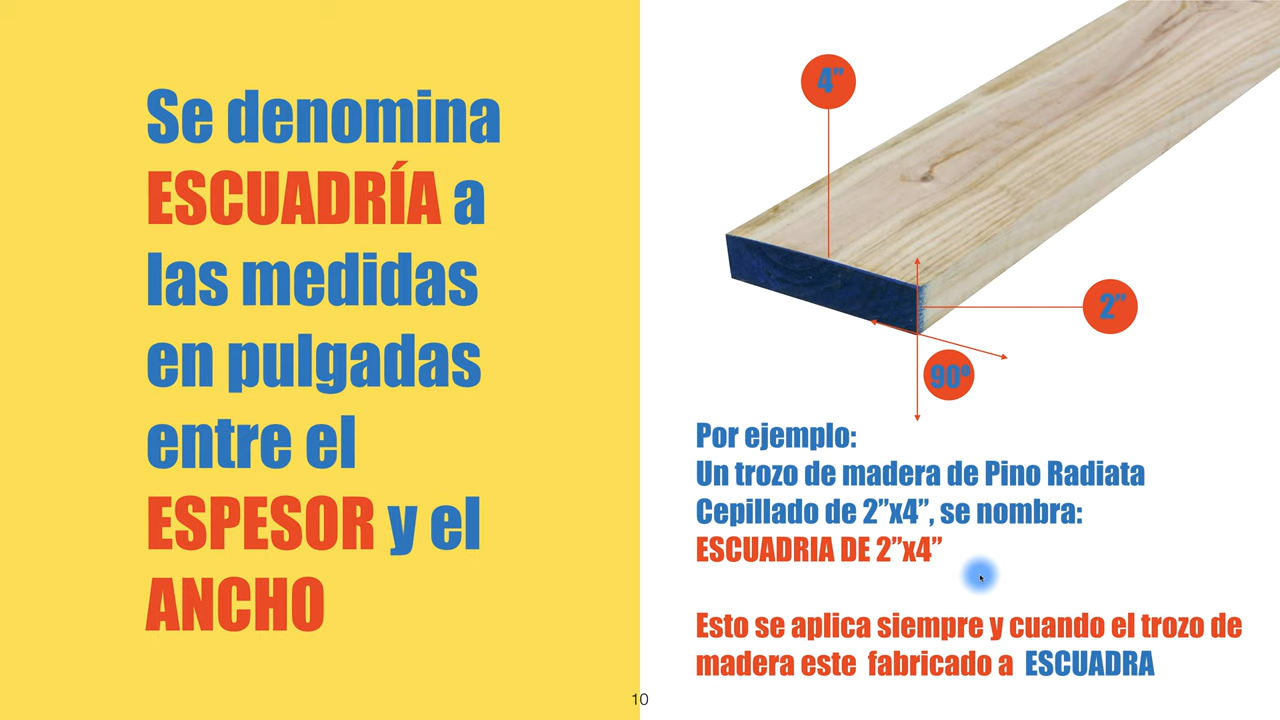 Se denomina
ESCUADRÍA a
las medidas
en pulgadas
entre el
ESPESOR y el
ANCHO
4”
2”
90º
Por ejemplo:
Un trozo de madera de Pino Radiata
Cepillado de 2”x4”, se nombra:
ESCUADRIA DE 2”x4”
Esto se aplica siempre y cuando el trozo de
madera este fabricado a ESCUADRA
10